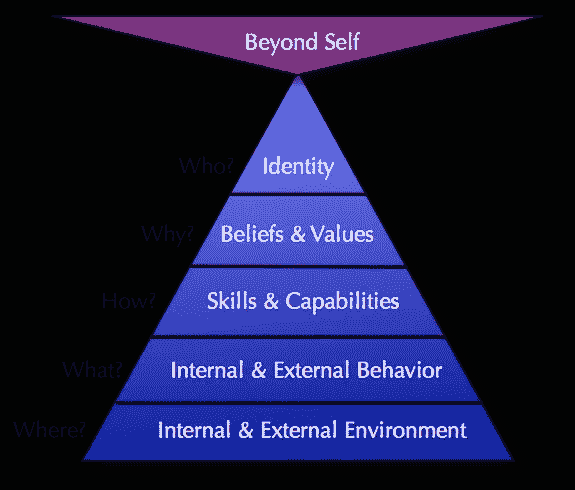 Beyond Self
Who? Identity
Why? Beliefs & Values
How? Skills & Capabilities
What? Internal & External Behavior
Where? Internal & External Environment